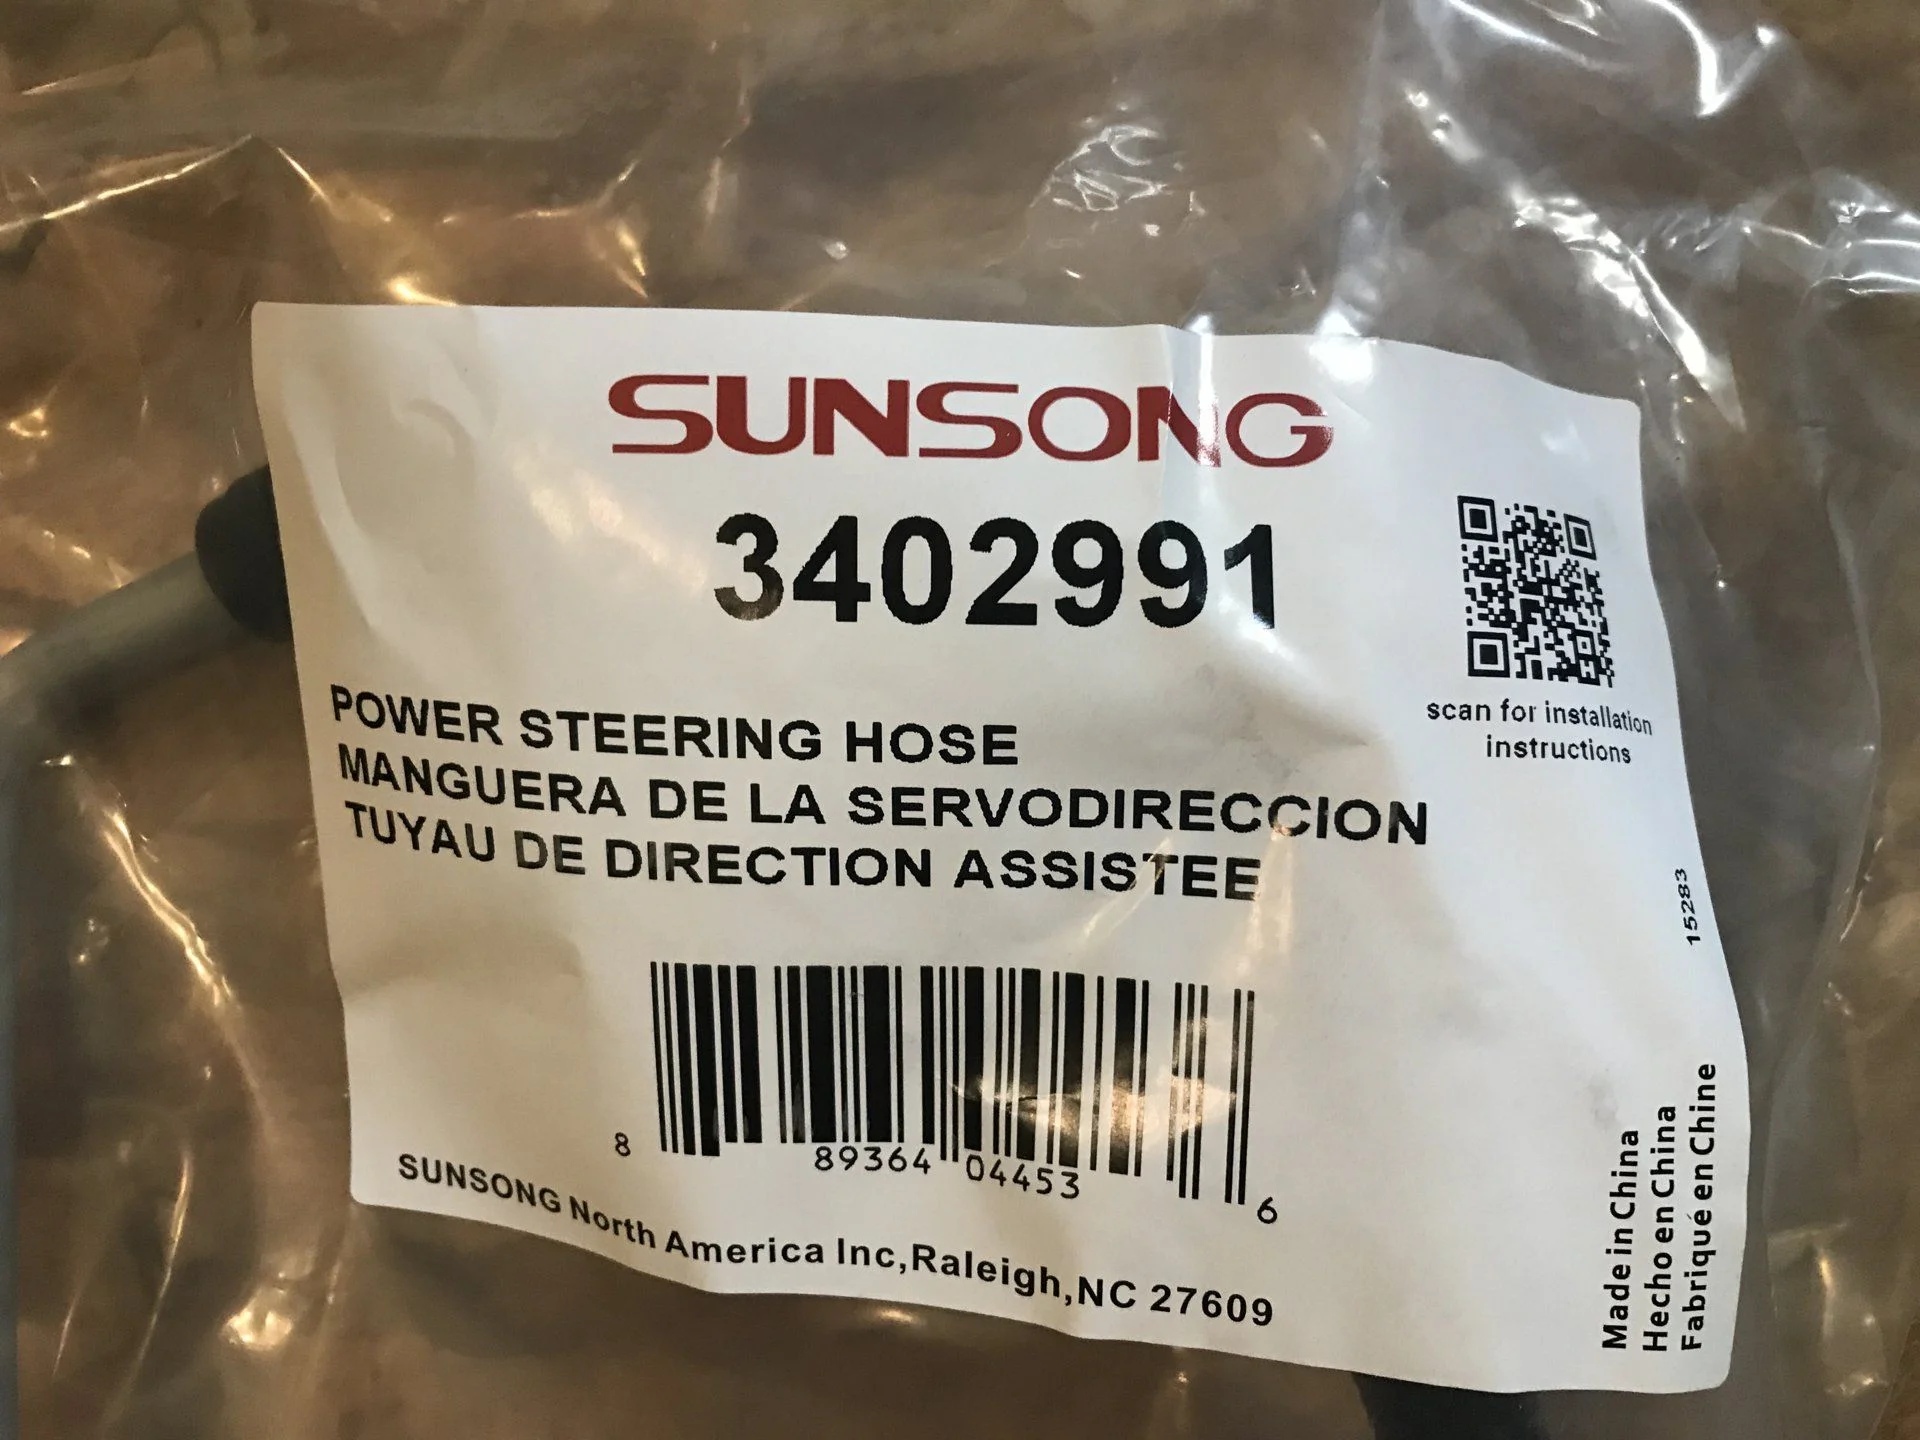 SUNSONG
3402991
scan for installation
instructions
POWER STEERING HOSE
MANGUERA DE LA SERVODIRECCION
TUYAU DE DIRECTION ASSISTEE
15283
8 89364 04453 6
SUNSONG North America Inc,Raleigh,NC 27609
Made in China
Hecho en China
Fabriqué en Chine